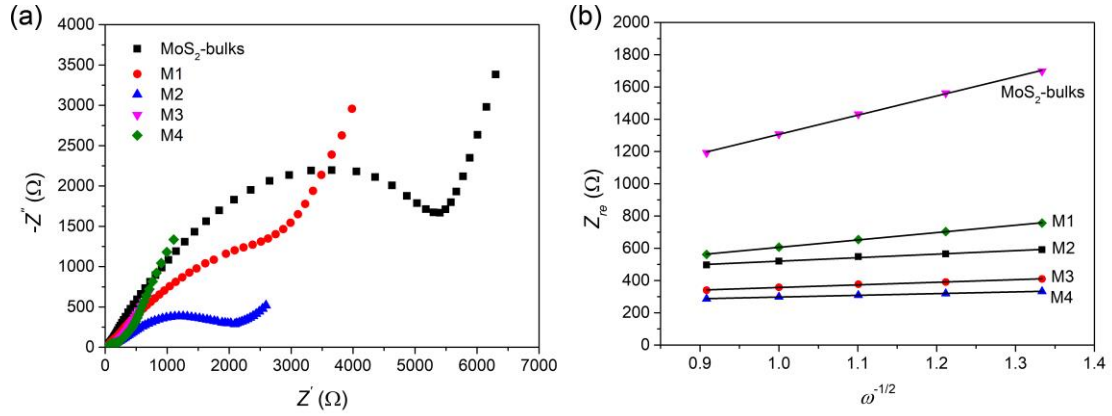 (a)
4000
3500
3000
2500
2000
1500
1000
500
0
-Z" (Ω)
MoS2-bulks
M1
M2
M3
M4
0 1000 2000 3000 4000 5000 6000 7000
Z' (Ω)
(b)
2000
1800
1600
1400
1200
1000
800
600
400
200
0
Zre (Ω)
MoS2-bulks
M1
M2
M3
M4
0.9 1.0 1.1 1.2 1.3 1.4
ω-1/2